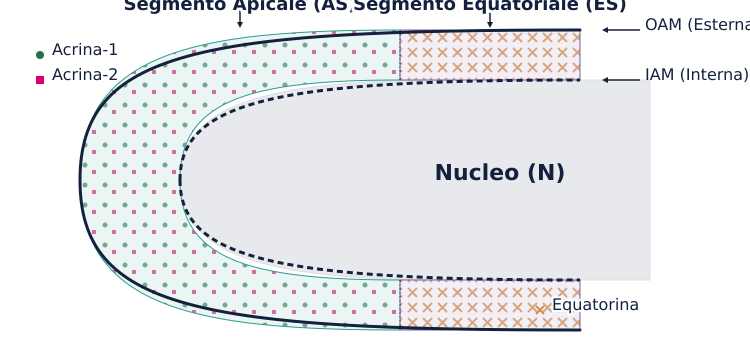 Segmento Apicale (AS
Segmento Equatoriale (ES)
OAM (Esterna
Acrina-1
Acrina-2
IAM (Interna)
Nucleo (N)
Equatorina